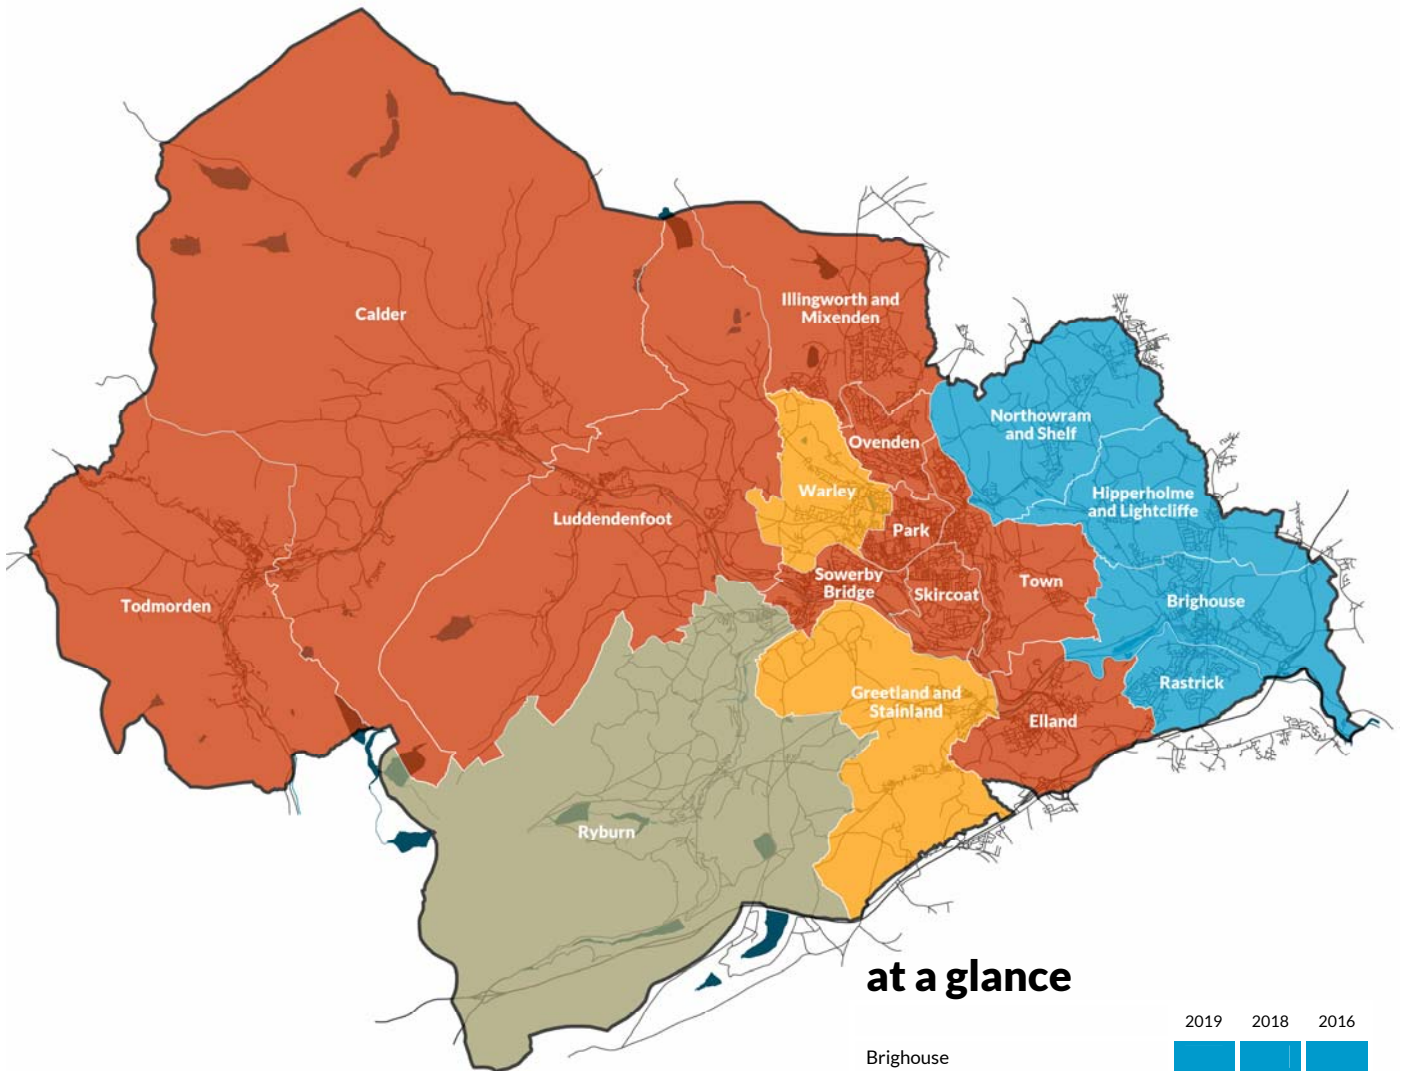 Calder
Illingworth and
Mixenden
Northowram
and Shelf
Ovenden
Warley
Hipperholme
and Lightcliffe
Luddendenfoot
Park
Sowerby
Bridge
Skircoat
Town
Todmorden
Brighouse
Rastrick
Greetland and
Stainland
Elland
Ryburn
at a glance
2019 2018 2016
Brighouse